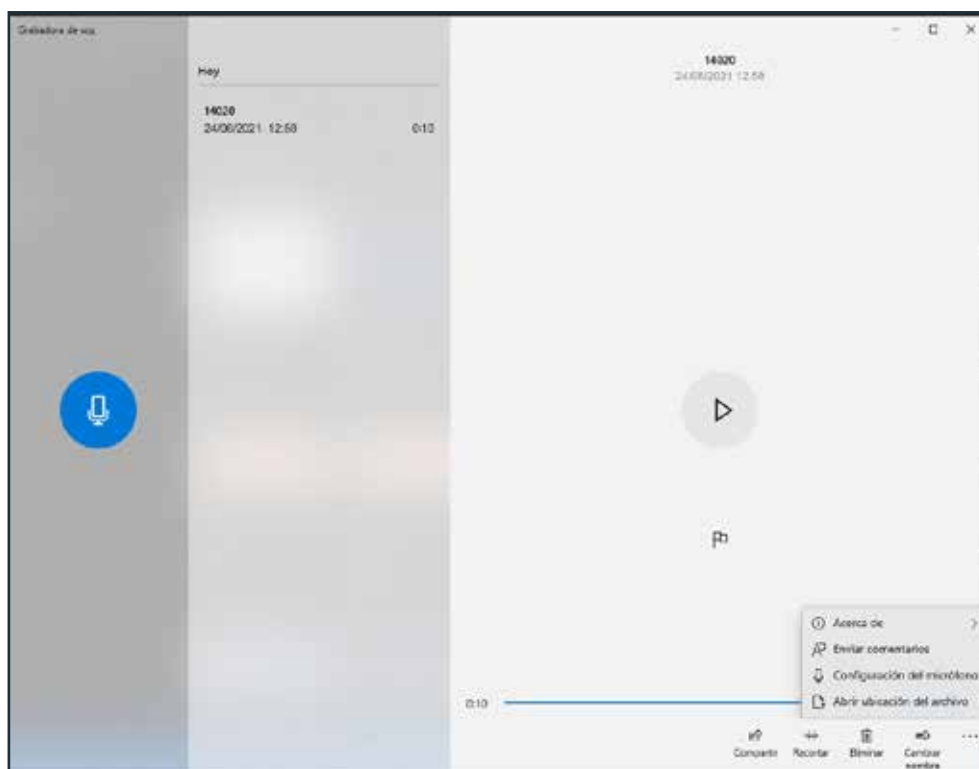 Grabadora de voz
Hoy
14020
24/06/2021 12:58
0:10
14020
24/06/2021 12:58
0:10
Acerca de
Enviar comentarios
Configuración del micrófono
Abrir ubicación del archivo
Compartir
Recortar
Eliminar
Cambiar
nombre